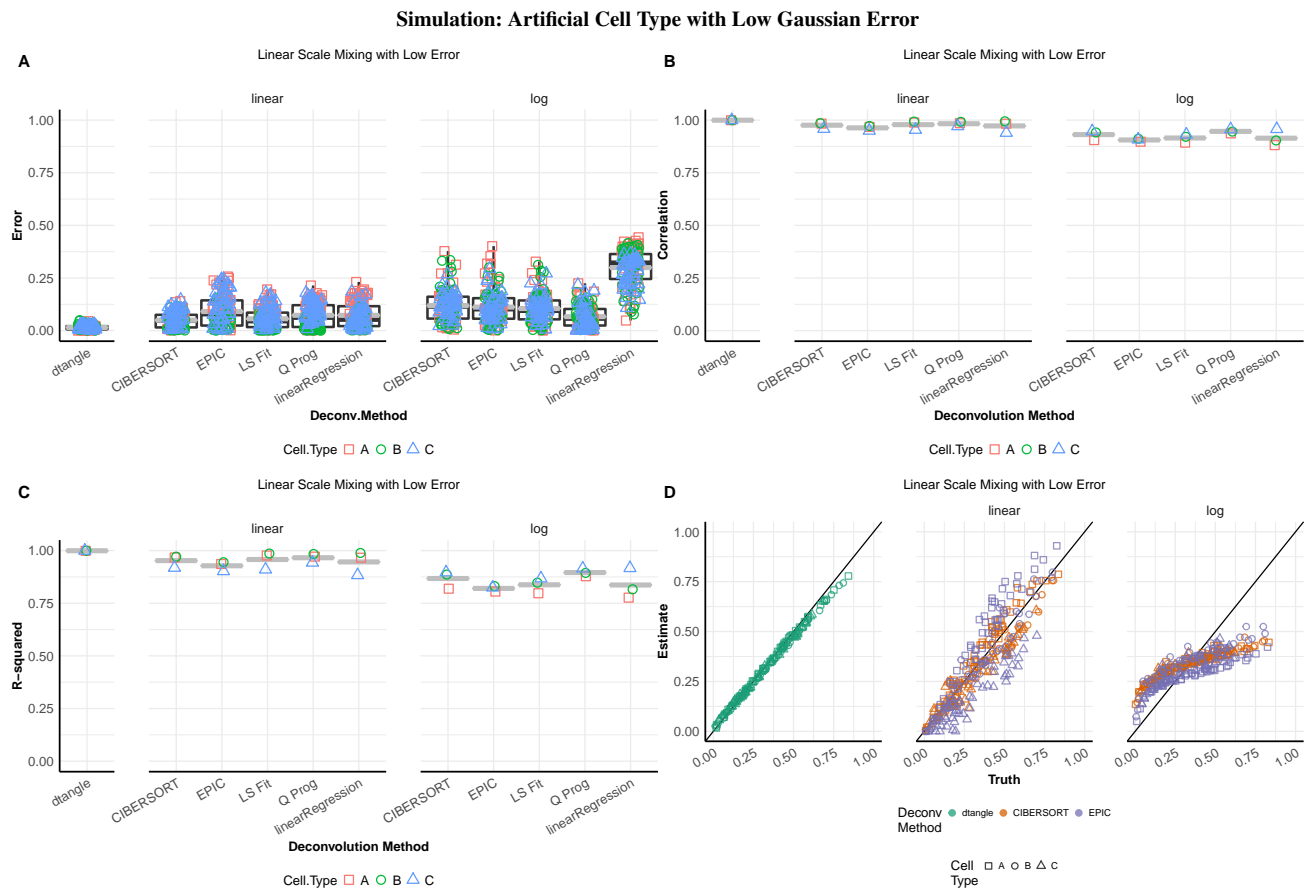 Simulation: Artificial Cell Type with Low Gaussian Error
A
Linear Scale Mixing with Low Error
linear
log
1.00
0.75
0.50
0.25
0.00
Error
dtangle
CIBERSORT
EPIC
LS Fit
Q Prog
linearRegression
CIBERSORT
EPIC
LS Fit
Q Prog
linearRegression
Deconv.Method
Cell.Type A B C
B
Linear Scale Mixing with Low Error
linear
log
1.00
0.75
0.50
0.25
0.00
Correlation
dtangle
CIBERSORT
EPIC
LS Fit
Q Prog
linearRegression
CIBERSORT
EPIC
LS Fit
Q Prog
linearRegression
Deconvolution Method
Cell.Type A B C
C
Linear Scale Mixing with Low Error
linear
log
1.00
0.75
0.50
0.25
0.00
R−squared
dtangle
CIBERSORT
EPIC
LS Fit
Q Prog
linearRegression
CIBERSORT
EPIC
LS Fit
Q Prog
linearRegression
Deconvolution Method
Cell.Type A B C
D
Linear Scale Mixing with Low Error
linear
log
1.00
0.75
0.50
0.25
0.00
Estimate
0.00
0.25
0.50
0.75
1.00
0.00
0.25
0.50
0.75
1.00
0.00
0.25
0.50
0.75
1.00
Truth
Deconv
Method
dtangle CIBERSORT EPIC
Cell
Type
A B C